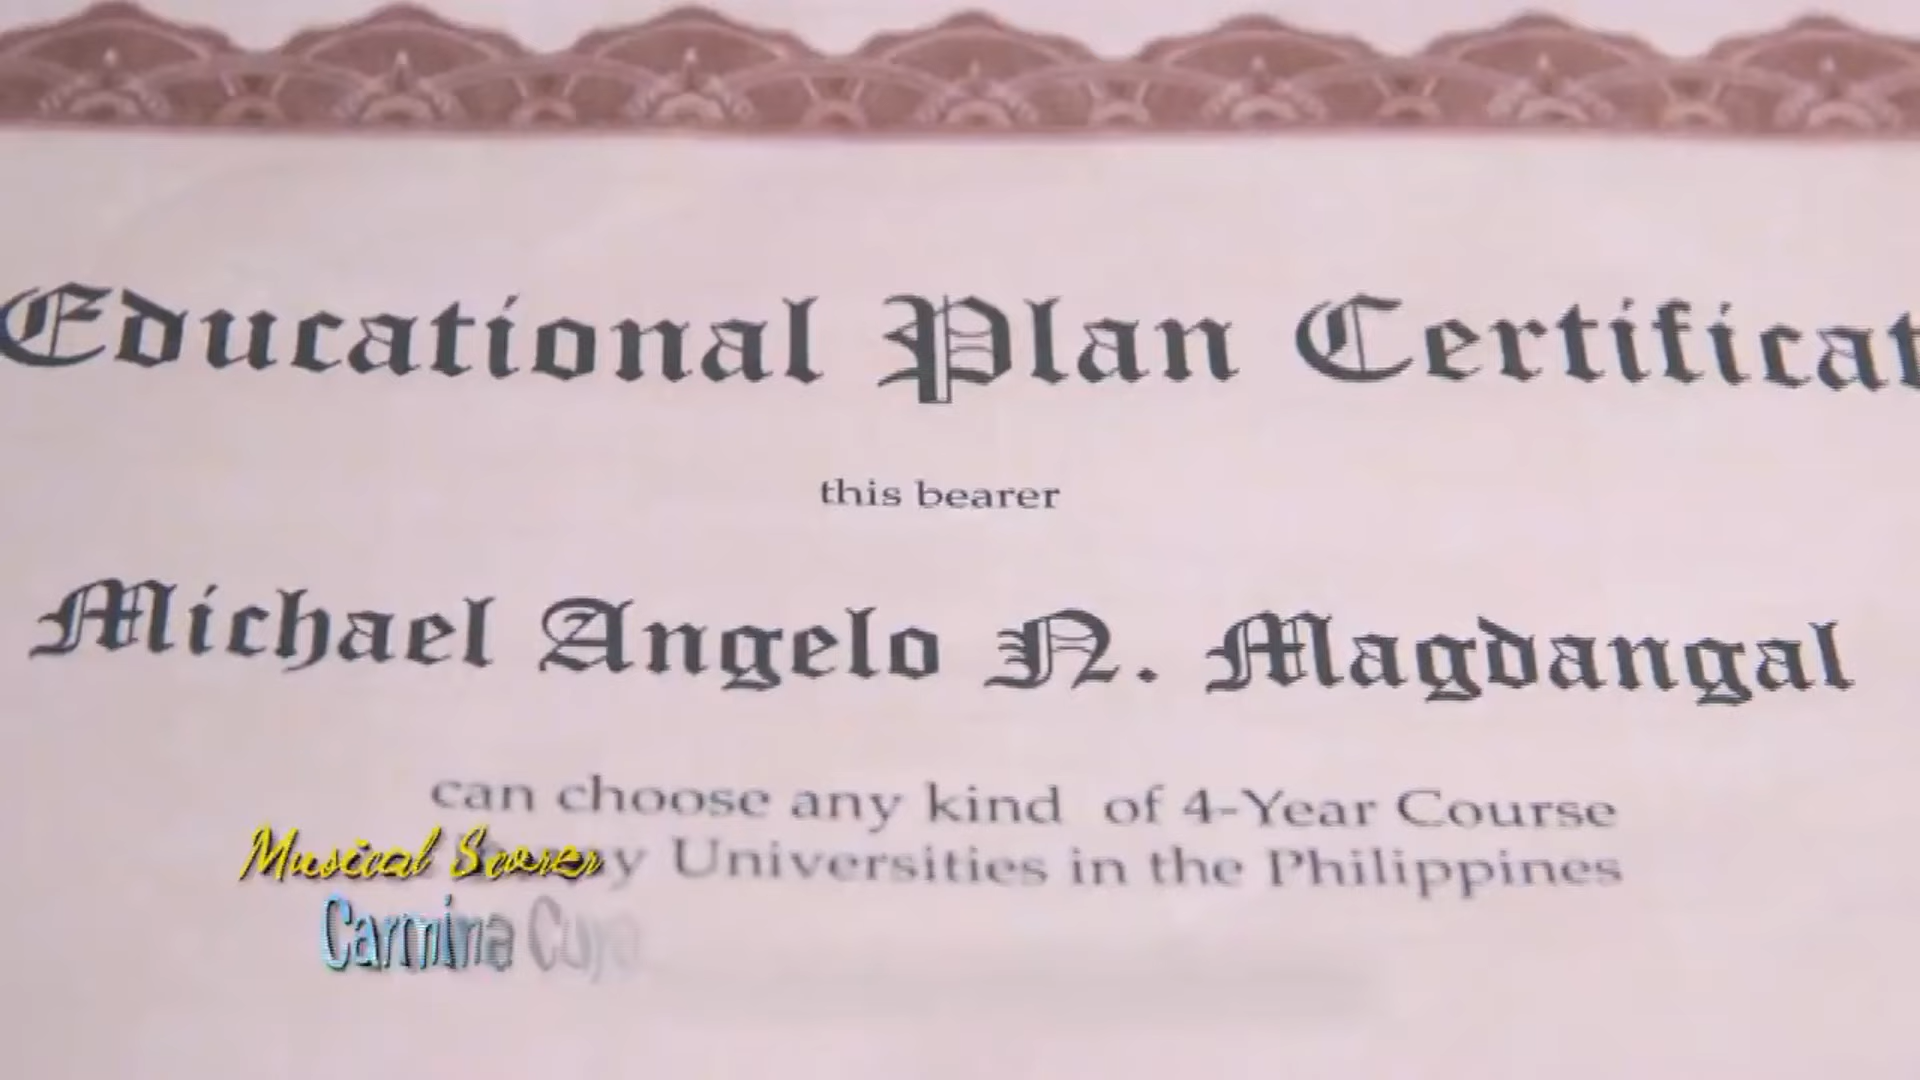 Educational Plan Certificat
this bearer
Michael Angelo N. Magdangal
can choose any kind of 4-Year Course
y Universities in the Philippines
Musical Scorer
Carmina Cuya